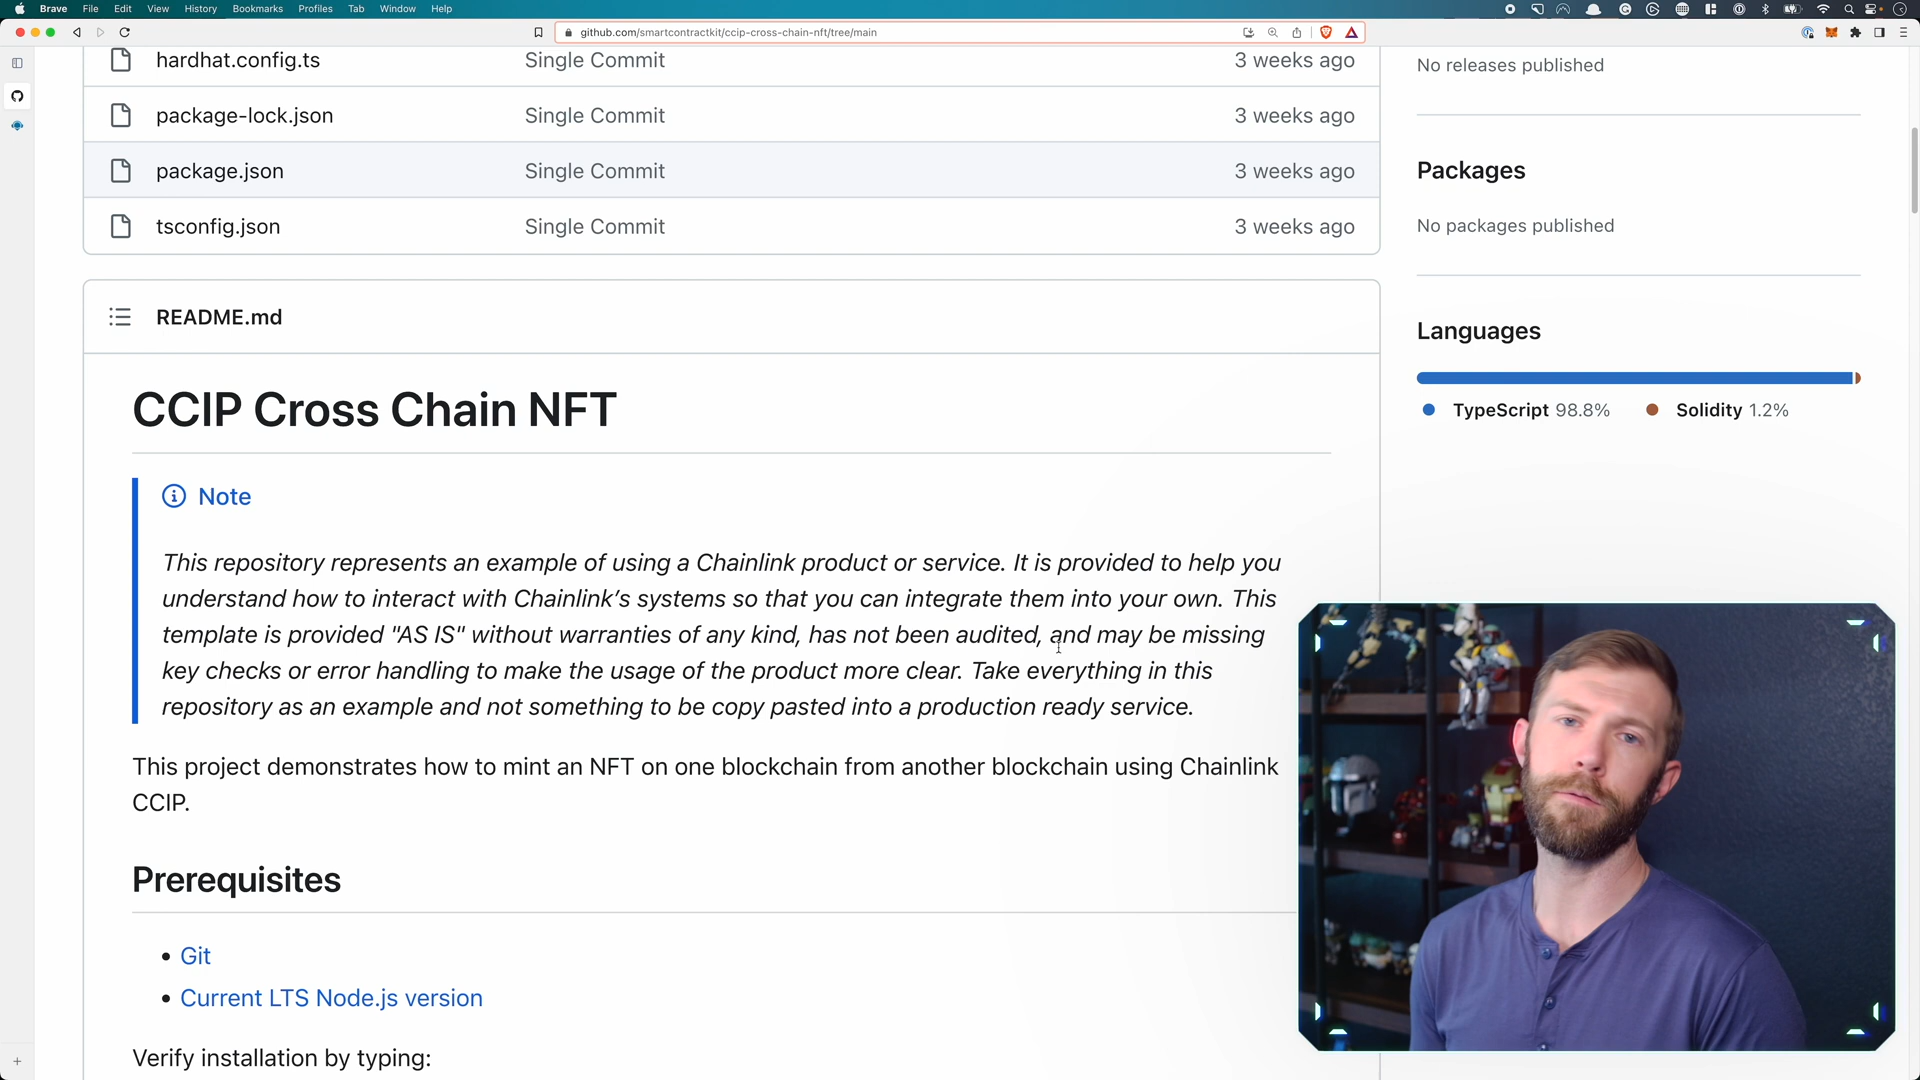 Brave File Edit View History Bookmarks Profiles Tab Window Help
github.com/smartcontractkit/ccip-cross-chain-nft/tree/main
hardhat.config.ts Single Commit 3 weeks ago
package-lock.json Single Commit 3 weeks ago
package.json Single Commit 3 weeks ago
tsconfig.json Single Commit 3 weeks ago
No releases published
Packages
No packages published
Languages
TypeScript 98.8% Solidity 1.2%
README.md
CCIP Cross Chain NFT
Note
This repository represents an example of using a Chainlink product or service. It is provided to help you
understand how to interact with Chainlink’s systems so that you can integrate them into your own. This
template is provided "AS IS" without warranties of any kind, has not been audited, and may be missing
key checks or error handling to make the usage of the product more clear. Take everything in this
repository as an example and not something to be copy pasted into a production ready service.
This project demonstrates how to mint an NFT on one blockchain from another blockchain using Chainlink
CCIP.
Prerequisites
Git
Current LTS Node.js version
Verify installation by typing: